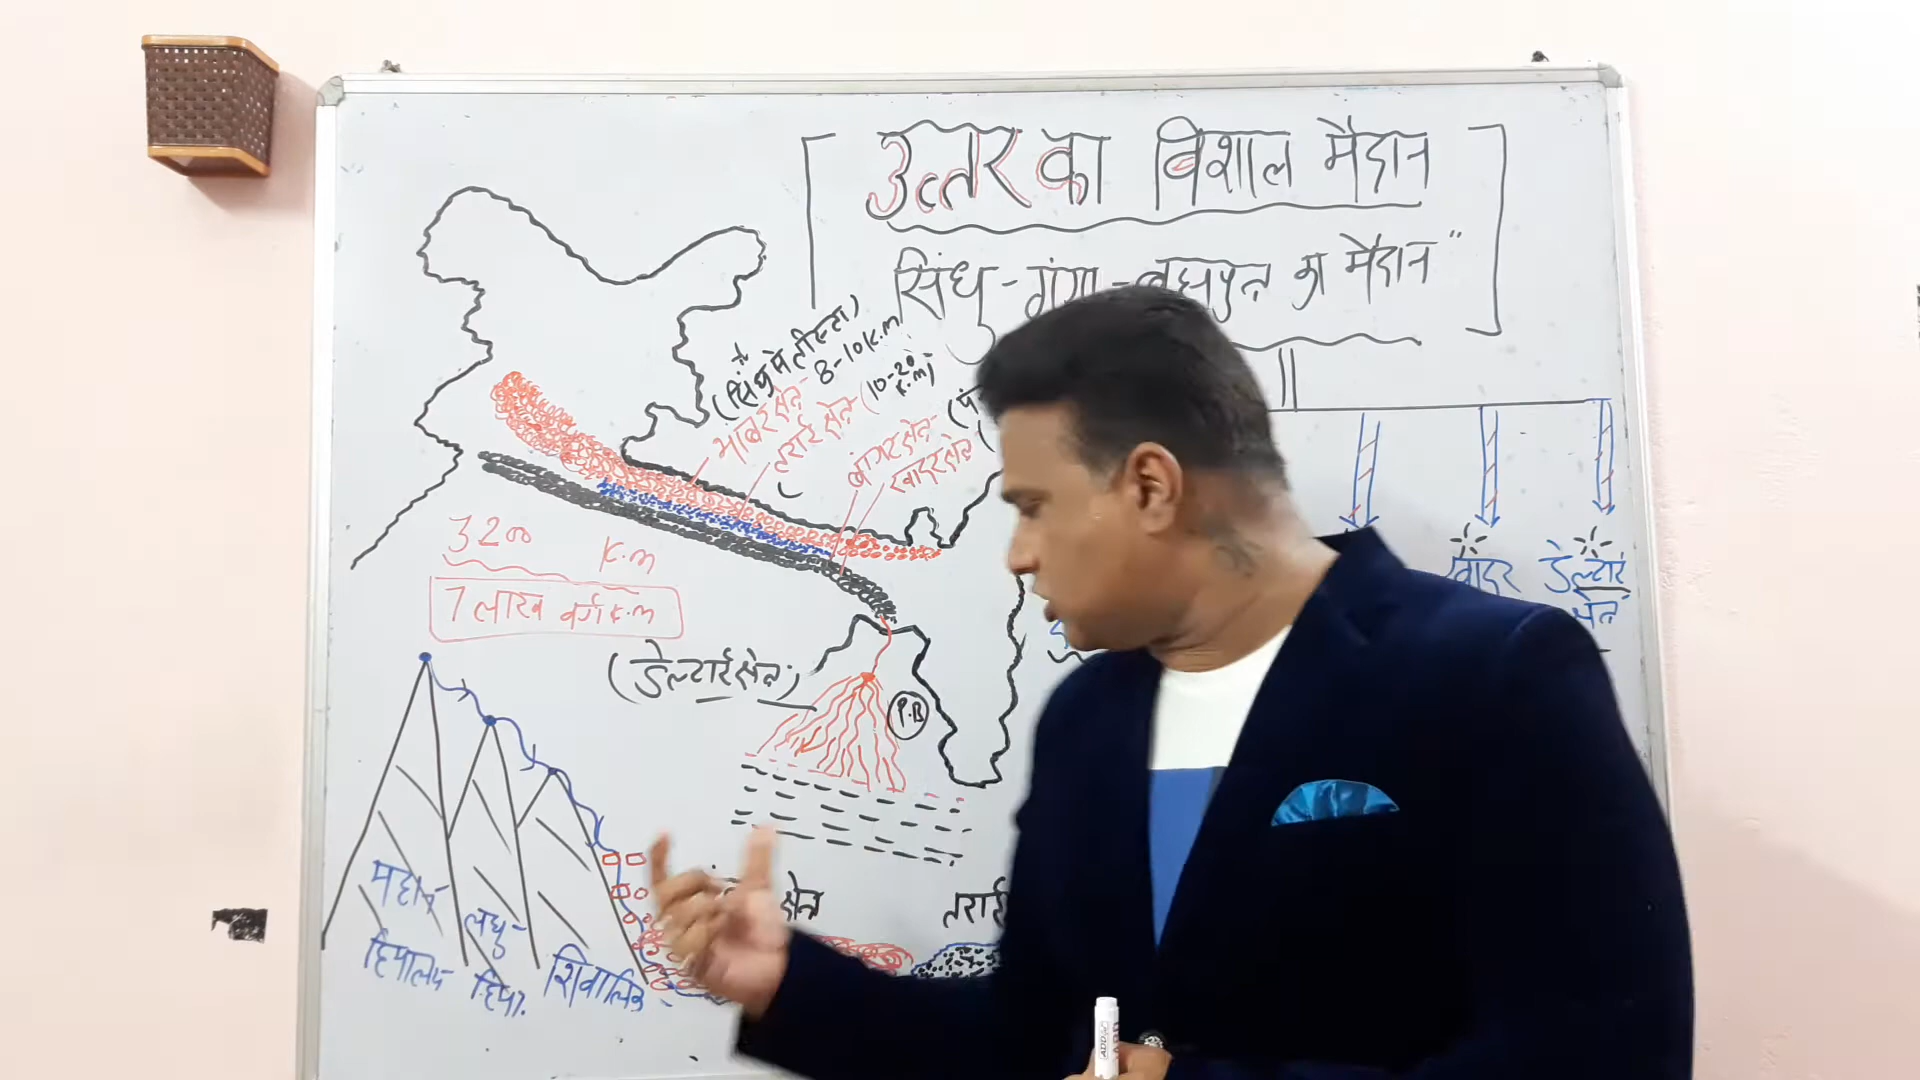 उत्तर का विशाल मैदान
सिंधु-गंगा-ब्रह्मपुत्र का मैदान"
(सिंधु से तीस्ता)
भाबर क्षेत्र- 8-10 K.m
तराई क्षेत्र- (10-20 K.m)
बांगर क्षेत्र-
खादर क्षेत्र
3200 K.m
7 लाख वर्ग K.m
(डेल्टाई क्षेत्र)
P.B
खादर
डेल्टाई
क्षेत्र
क्षेत्र
तराई
महान-
हिमालय-
लघु-
हिमा.
शिवालिक-